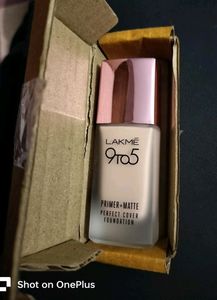 LAKMĒ
9TO5
PRIMER + MATTE
PERFECT COVER
FOUNDATION
Shot on OnePlus